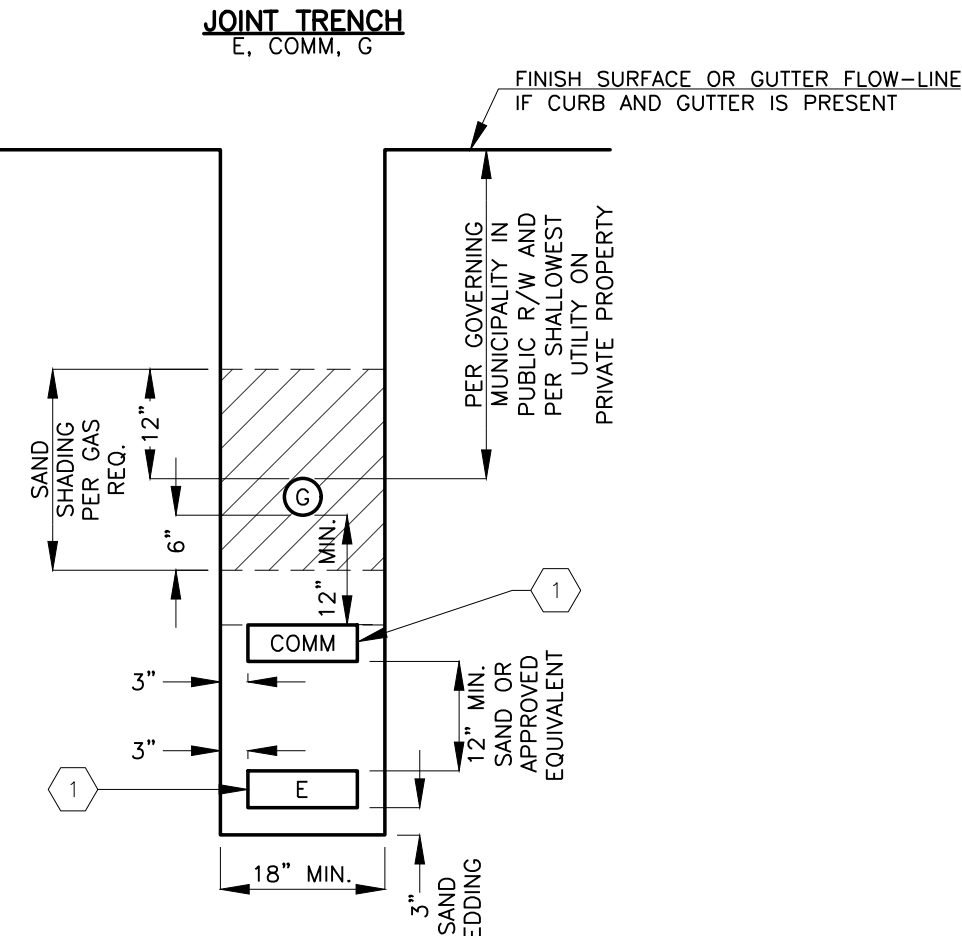 JOINT TRENCH
E, COMM, G
FINISH SURFACE OR GUTTER FLOW-LINE
IF CURB AND GUTTER IS PRESENT
PER GOVERNING
MUNICIPALITY IN
PUBLIC R/W AND
PER SHALLOWEST
UTILITY ON
PRIVATE PROPERTY
SAND
SHADING
PER GAS
REQ.
12"
6"
G
12" MIN.
1
COMM
3"
12" MIN.
SAND OR
APPROVED
EQUIVALENT
3"
1
E
18" MIN.
3"
SAND